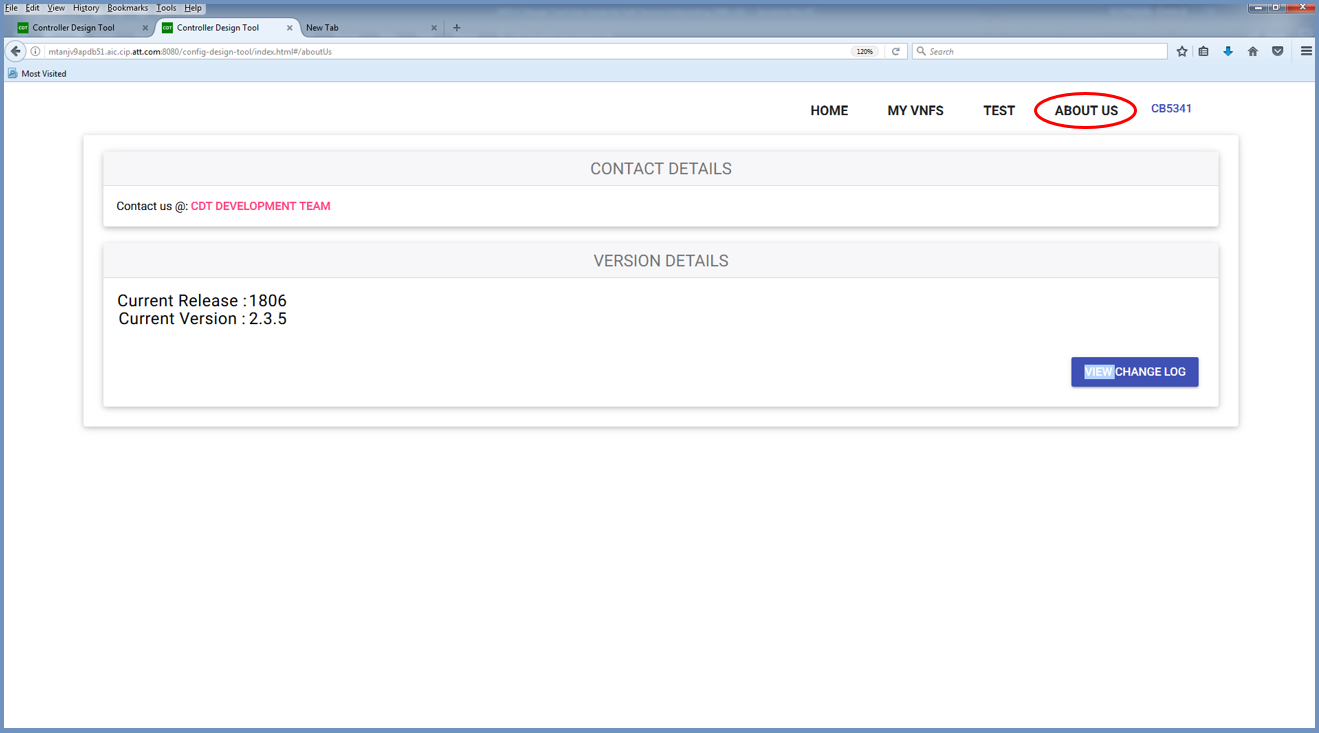 File Edit View History Bookmarks Tools Help
CDT Controller Design Tool CDT Controller Design Tool New Tab
mtanjv9apdb51.aic.cip.att.com:8080/config-design-tool/index.html#/aboutUs 120% Search
Most Visited
HOME MY VNFS TEST ABOUT US CB5341
CONTACT DETAILS
Contact us @: CDT DEVELOPMENT TEAM
VERSION DETAILS
Current Release : 1806
Current Version : 2.3.5
VIEW CHANGE LOG